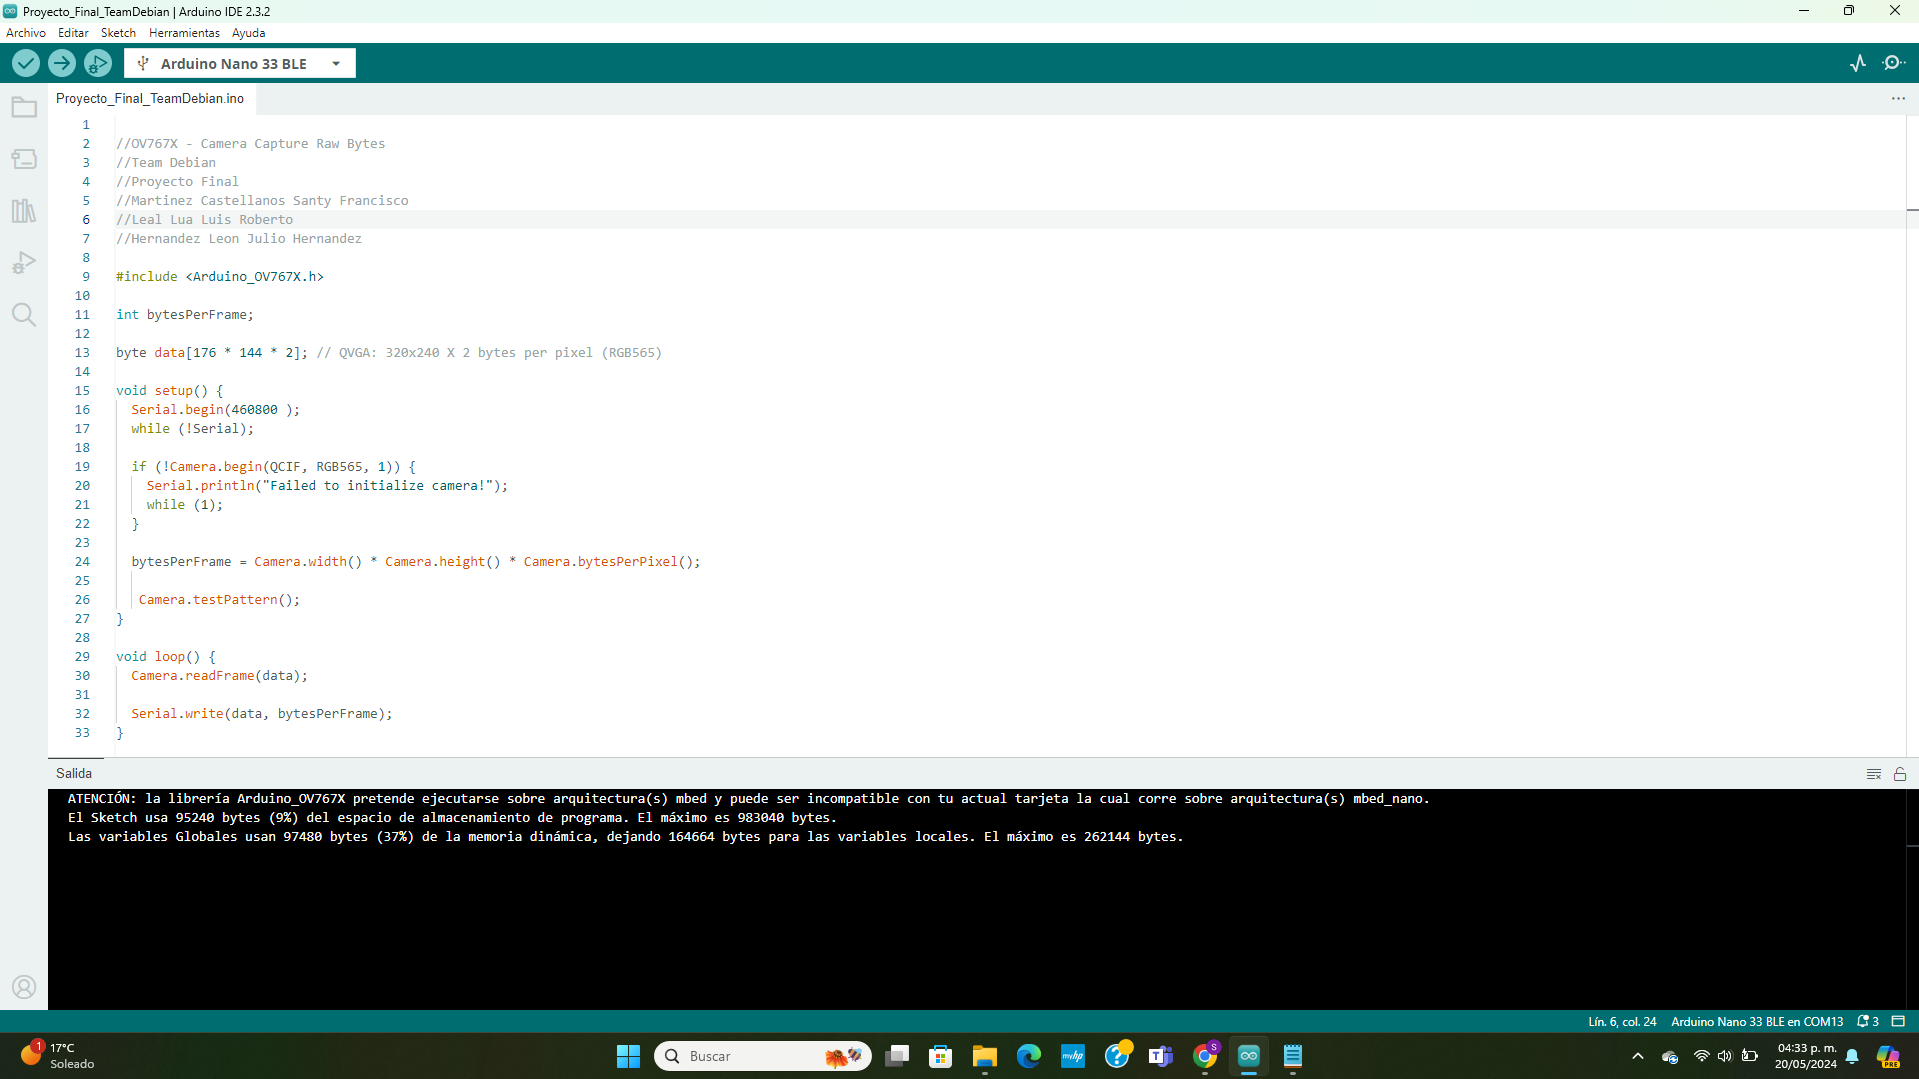 Proyecto_Final_TeamDebian | Arduino IDE 2.3.2
Archivo Editar Sketch Herramientas Ayuda
Arduino Nano 33 BLE
Proyecto_Final_TeamDebian.ino
1
2 //OV767X - Camera Capture Raw Bytes
3 //Team Debian
4 //Proyecto Final
5 //Martinez Castellanos Santy Francisco
6 //Leal Lua Luis Roberto
7 //Hernandez Leon Julio Hernandez
8
9 #include <Arduino_OV767X.h>
10
11 int bytesPerFrame;
12
13 byte data[176 * 144 * 2]; // QVGA: 320x240 X 2 bytes per pixel (RGB565)
14
15 void setup() {
16 Serial.begin(460800 );
17 while (!Serial);
18
19 if (!Camera.begin(QCIF, RGB565, 1)) {
20 Serial.println("Failed to initialize camera!");
21 while (1);
22 }
23
24 bytesPerFrame = Camera.width() * Camera.height() * Camera.bytesPerPixel();
25
26 Camera.testPattern();
27 }
28
29 void loop() {
30 Camera.readFrame(data);
31
32 Serial.write(data, bytesPerFrame);
33 }
Salida
ATENCIÓN: la librería Arduino_OV767X pretende ejecutarse sobre arquitectura(s) mbed y puede ser incompatible con tu actual tarjeta la cual corre sobre arquitectura(s) mbed_nano.
El Sketch usa 95240 bytes (9%) del espacio de almacenamiento de programa. El máximo es 983040 bytes.
Las variables Globales usan 97480 bytes (37%) de la memoria dinámica, dejando 164664 bytes para las variables locales. El máximo es 262144 bytes.
Lín. 6, col. 24 Arduino Nano 33 BLE en COM13 3
1 17°C
Soleado
Buscar
myhp
S
04:33 p. m.
20/05/2024
PRE